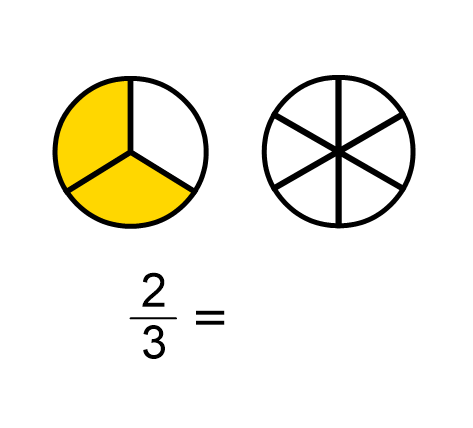 2/3 =